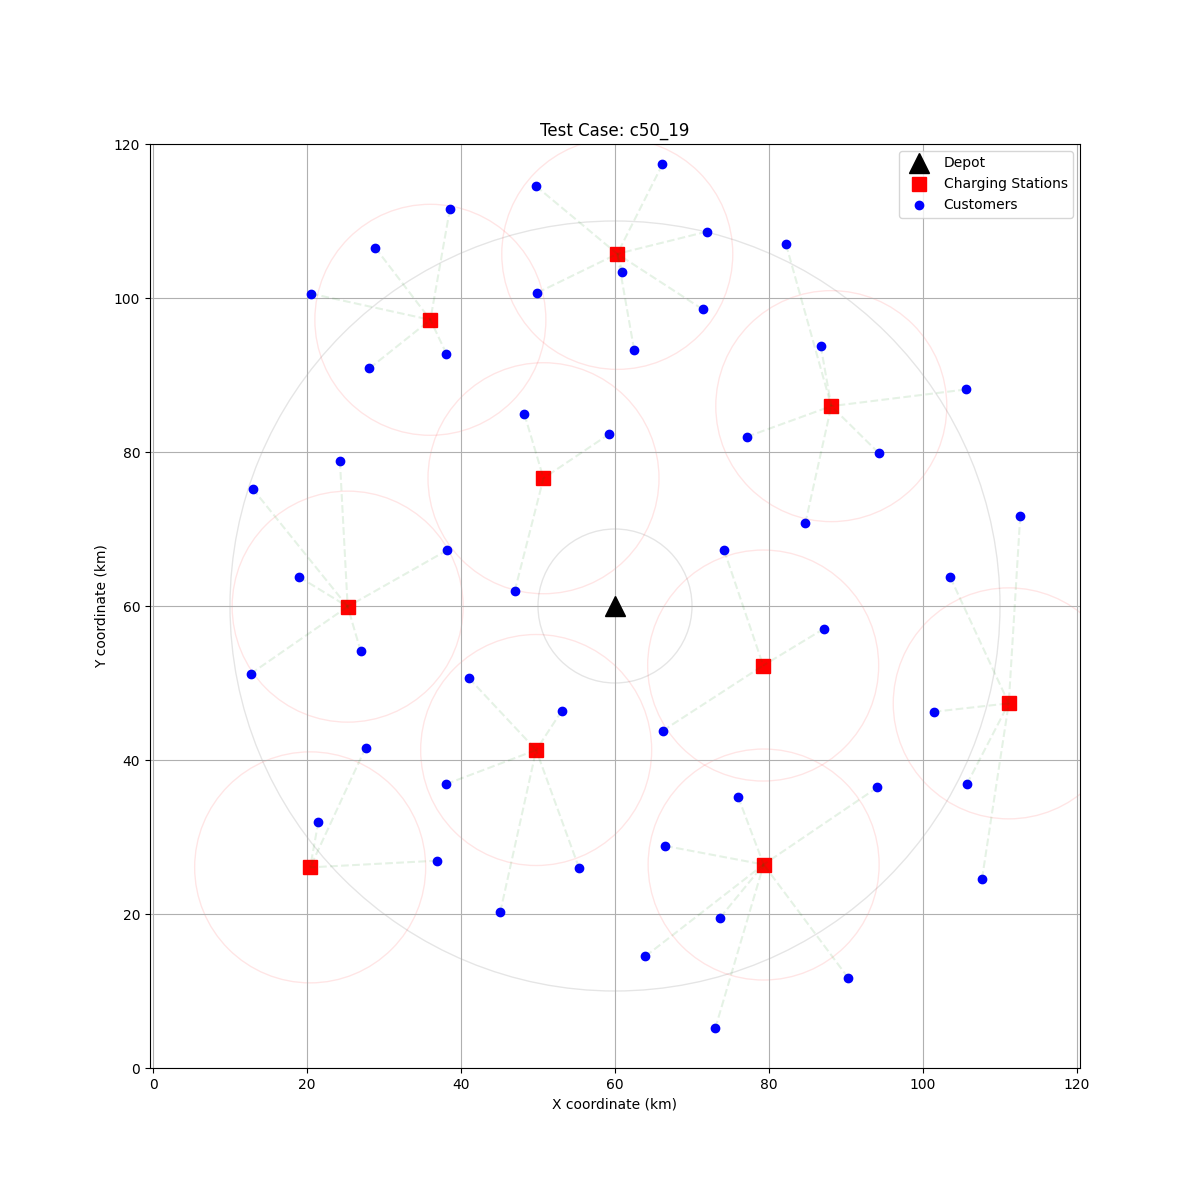 Test Case: c50_19
Depot
Charging Stations
Customers
120
100
80
60
40
20
0
Y coordinate (km)
0 20 40 60 80 100 120
X coordinate (km)